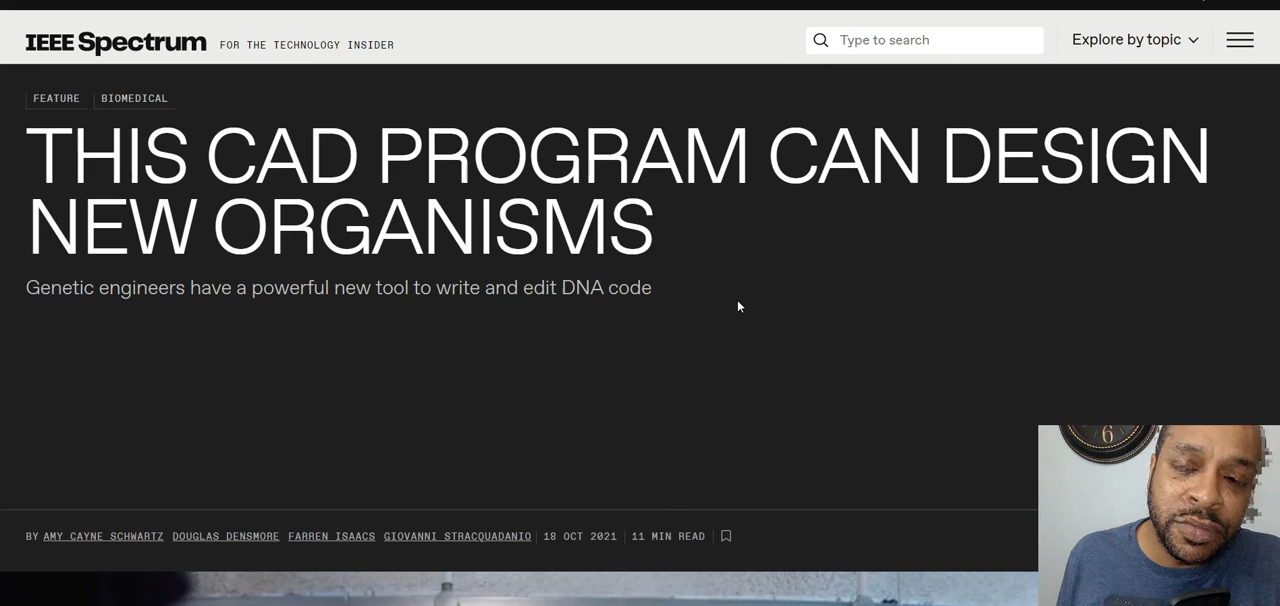 IEEE Spectrum FOR THE TECHNOLOGY INSIDER
Type to search
Explore by topic
FEATURE BIOMEDICAL
THIS CAD PROGRAM CAN DESIGN
NEW ORGANISMS
Genetic engineers have a powerful new tool to write and edit DNA code
6
BY AMY CAYNE SCHWARTZ DOUGLAS DENSMORE FARREN ISAACS GIOVANNI STRACQUADANIO 18 OCT 2021 11 MIN READ